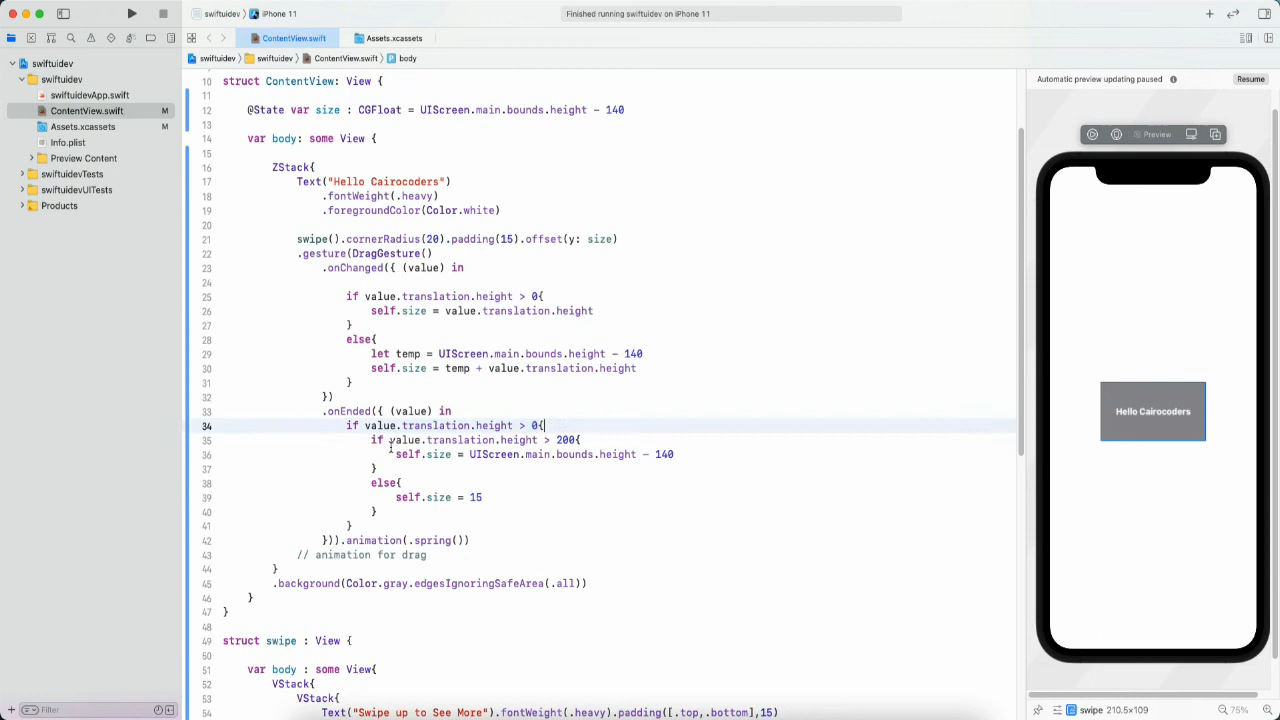 swiftuidev
iPhone 11
Finished running swiftuidev on iPhone 11
ContentView.swift
Assets.xcassets
swiftuidev
swiftuidev
ContentView.swift
body
swiftuidev
swiftuidev
swiftuidevApp.swift
ContentView.swift M
Assets.xcassets M
Info.plist
Preview Content
swiftuidevTests
swiftuidevUITests
Products
Filter
10 struct ContentView: View {
11
12 @State var size : CGFloat = UIScreen.main.bounds.height - 140
13
14 var body: some View {
15
16 ZStack{
17 Text("Hello Cairocoders")
18 .fontWeight(.heavy)
19 .foregroundColor(Color.white)
20
21 swipe().cornerRadius(20).padding(15).offset(y: size)
22 .gesture(DragGesture()
23 .onChanged({ (value) in
24
25 if value.translation.height > 0{
26 self.size = value.translation.height
27 }
28 else{
29 let temp = UIScreen.main.bounds.height - 140
30 self.size = temp + value.translation.height
31 }
32 })
33 .onEnded({ (value) in
34 if value.translation.height > 0{
35 if value.translation.height > 200{
36 self.size = UIScreen.main.bounds.height - 140
37 }
38 else{
39 self.size = 15
40 }
41 }
42 })).animation(.spring())
43 // animation for drag
44 }
45 .background(Color.gray.edgesIgnoringSafeArea(.all))
46 }
47 }
48
49 struct swipe : View {
50
51 var body : some View{
52 VStack{
53 VStack{
54 Text("Swipe up to See More").fontWeight(.heavy).padding([.top,.bottom],15)
Automatic preview updating paused
Resume
Preview
Hello Cairocoders
swipe 210.5×109
75%